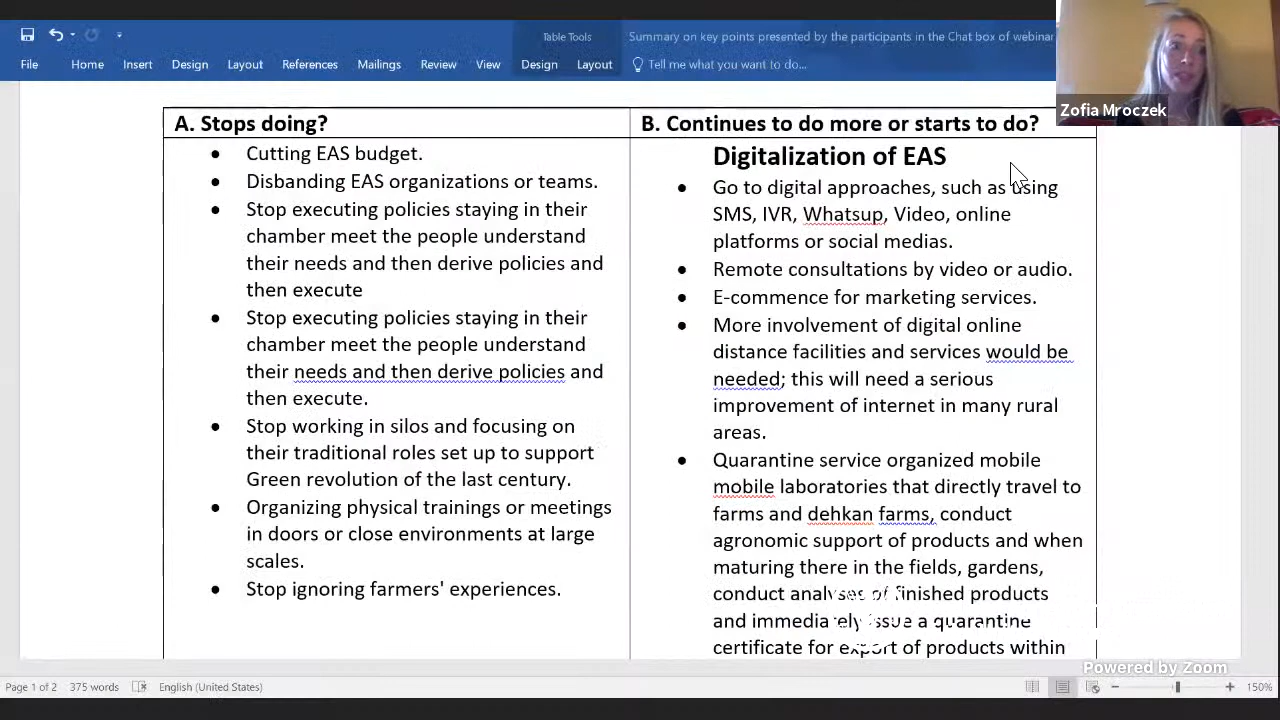 Table Tools
Summary on key points presented by the participants in the Chat box of webinar
File Home Insert Design Layout References Mailings Review View Design Layout Tell me what you want to do...
Zofia Mroczek
A. Stops doing?
• Cutting EAS budget.
• Disbanding EAS organizations or teams.
• Stop executing policies staying in their
chamber meet the people understand
their needs and then derive policies and
then execute
• Stop executing policies staying in their
chamber meet the people understand
their needs and then derive policies and
then execute.
• Stop working in silos and focusing on
their traditional roles set up to support
Green revolution of the last century.
• Organizing physical trainings or meetings
in doors or close environments at large
scales.
• Stop ignoring farmers' experiences.
B. Continues to do more or starts to do?
Digitalization of EAS
• Go to digital approaches, such as using
SMS, IVR, Whatsup, Video, online
platforms or social medias.
• Remote consultations by video or audio.
• E-commence for marketing services.
• More involvement of digital online
distance facilities and services would be
needed; this will need a serious
improvement of internet in many rural
areas.
• Quarantine service organized mobile
mobile laboratories that directly travel to
farms and dehkan farms, conduct
agronomic support of products and when
maturing there in the fields, gardens,
conduct analyses of finished products
and immediately issue a quarantine
certificate for export of products within
Powered by Zoom
Page 1 of 2 375 words English (United States) 150%